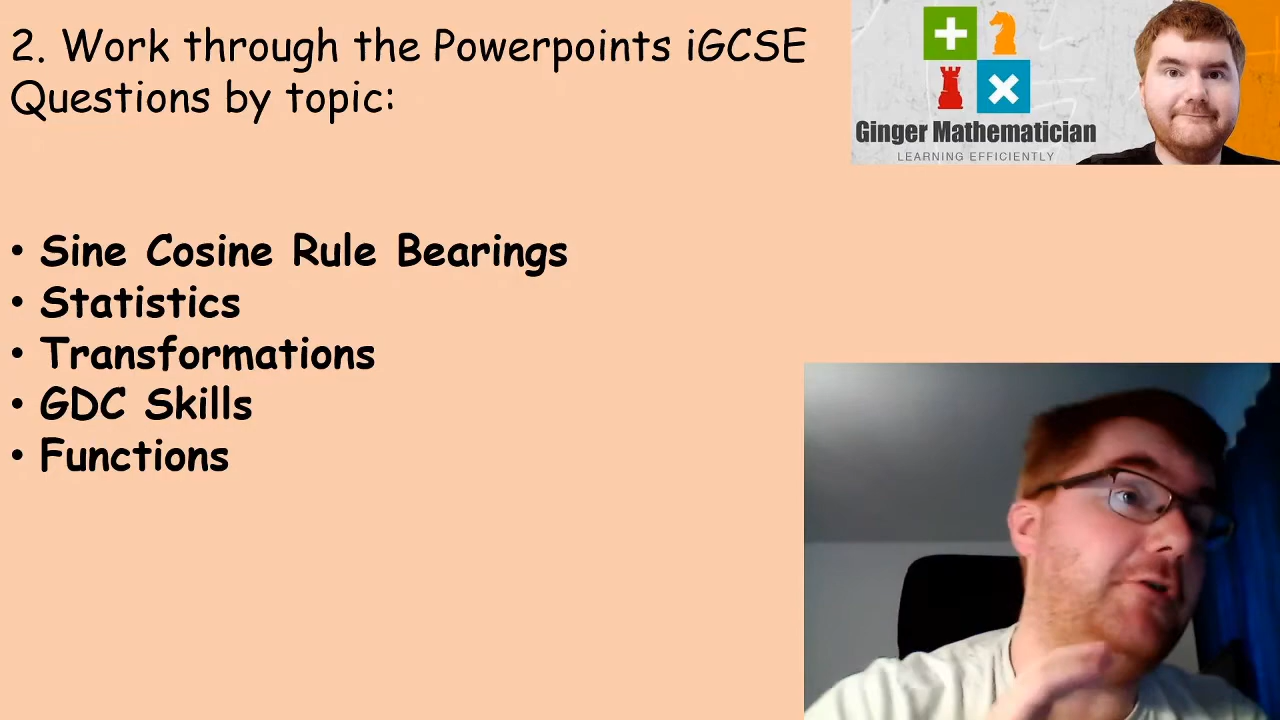 2. Work through the Powerpoints iGCSE
Questions by topic:
Ginger Mathematician
LEARNING EFFICIENTLY
• Sine Cosine Rule Bearings
• Statistics
• Transformations
• GDC Skills
• Functions